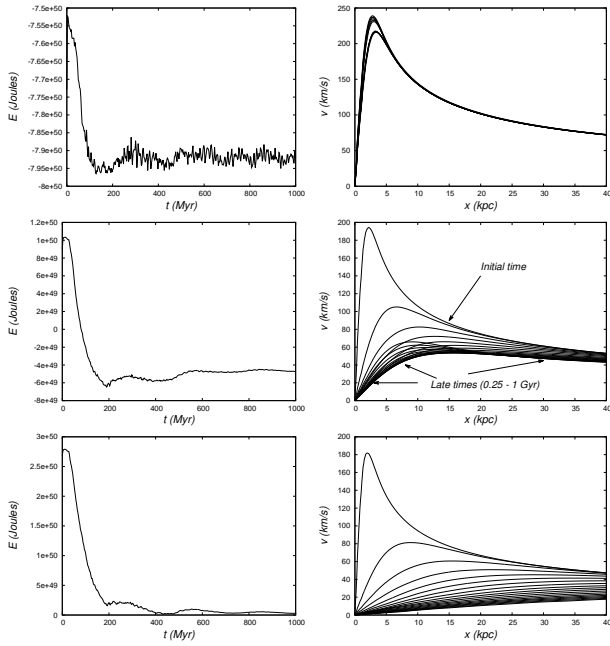 -7.5e+50
-7.55e+50
-7.6e+50
-7.65e+50
-7.7e+50
-7.75e+50
-7.8e+50
-7.85e+50
-7.9e+50
-7.95e+50
-8e+50
0 200 400 600 800 1000
E (Joules)
t (Myr)
250
200
150
100
50
0
0 5 10 15 20 25 30 35 40
v (km/s)
x (kpc)
1.2e+50
1e+50
8e+49
6e+49
4e+49
2e+49
0
-2e+49
-4e+49
-6e+49
-8e+49
0 200 400 600 800 1000
E (Joules)
t (Myr)
200
180
160
140
120
100
80
60
40
20
0
0 5 10 15 20 25 30 35 40
v (km/s)
x (kpc)
Initial time
Late times (0.25 - 1 Gyr)
3e+50
2.5e+50
2e+50
1.5e+50
1e+50
5e+49
0
0 200 400 600 800 1000
E (Joules)
t (Myr)
200
180
160
140
120
100
80
60
40
20
0
0 5 10 15 20 25 30 35 40
v (km/s)
x (kpc)